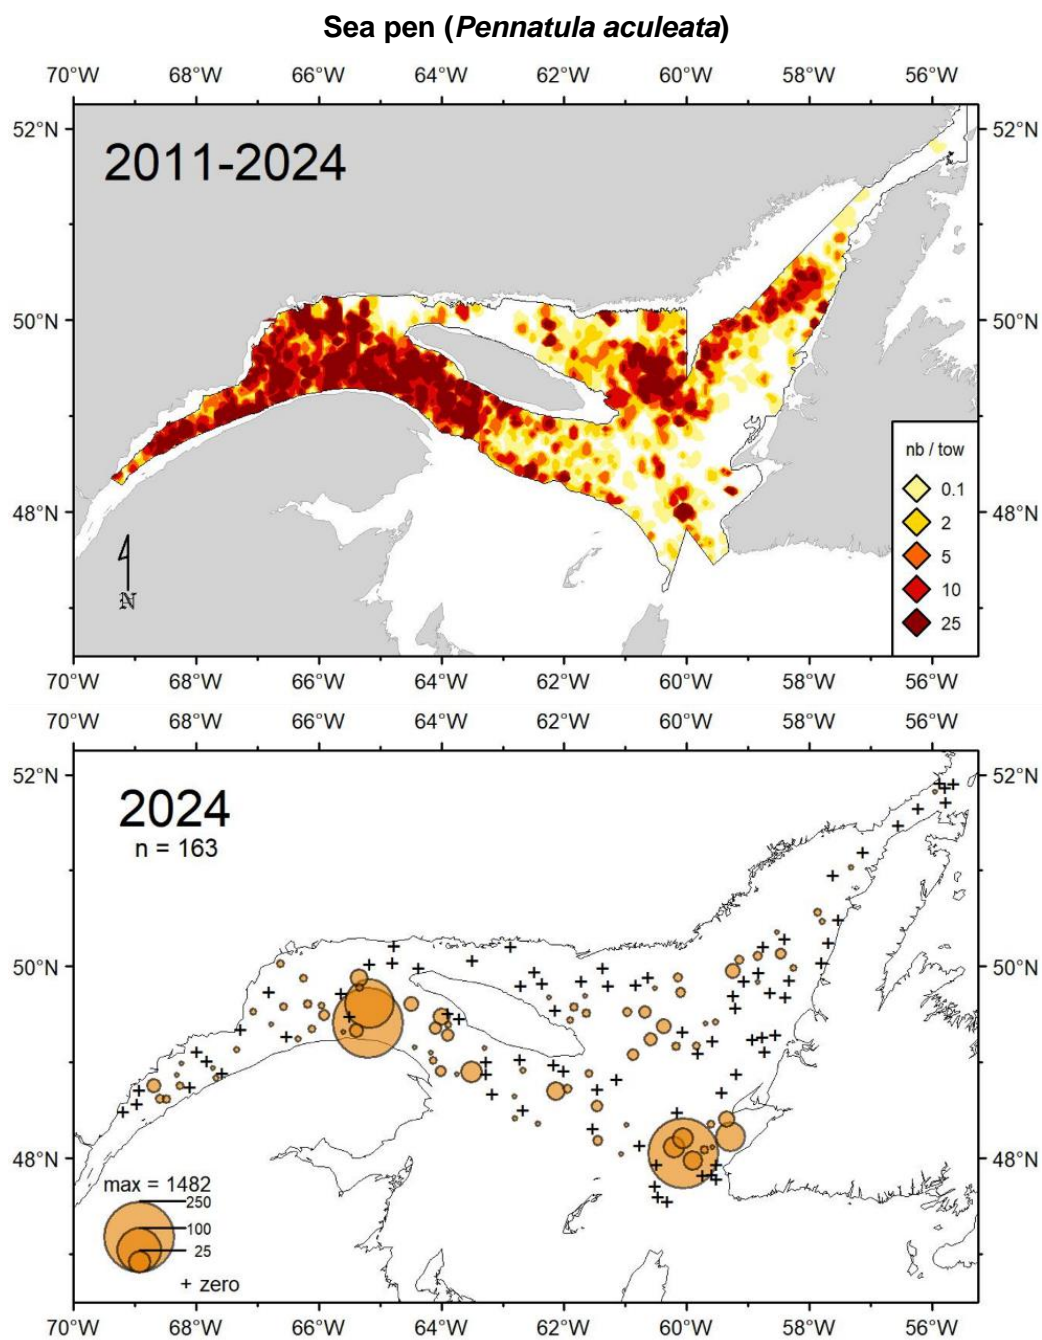 Sea pen (Pennatula aculeata)
70°W 68°W 66°W 64°W 62°W 60°W 58°W 56°W
52°N 52°N
2011-2024
50°N 50°N
nb / tow
0.1
2
5
10
25
48°N 48°N
N
70°W 68°W 66°W 64°W 62°W 60°W 58°W 56°W
70°W 68°W 66°W 64°W 62°W 60°W 58°W 56°W
52°N 52°N
2024
n = 163
50°N 50°N
48°N 48°N
max = 1482
250
100
25
+ zero
70°W 68°W 66°W 64°W 62°W 60°W 58°W 56°W